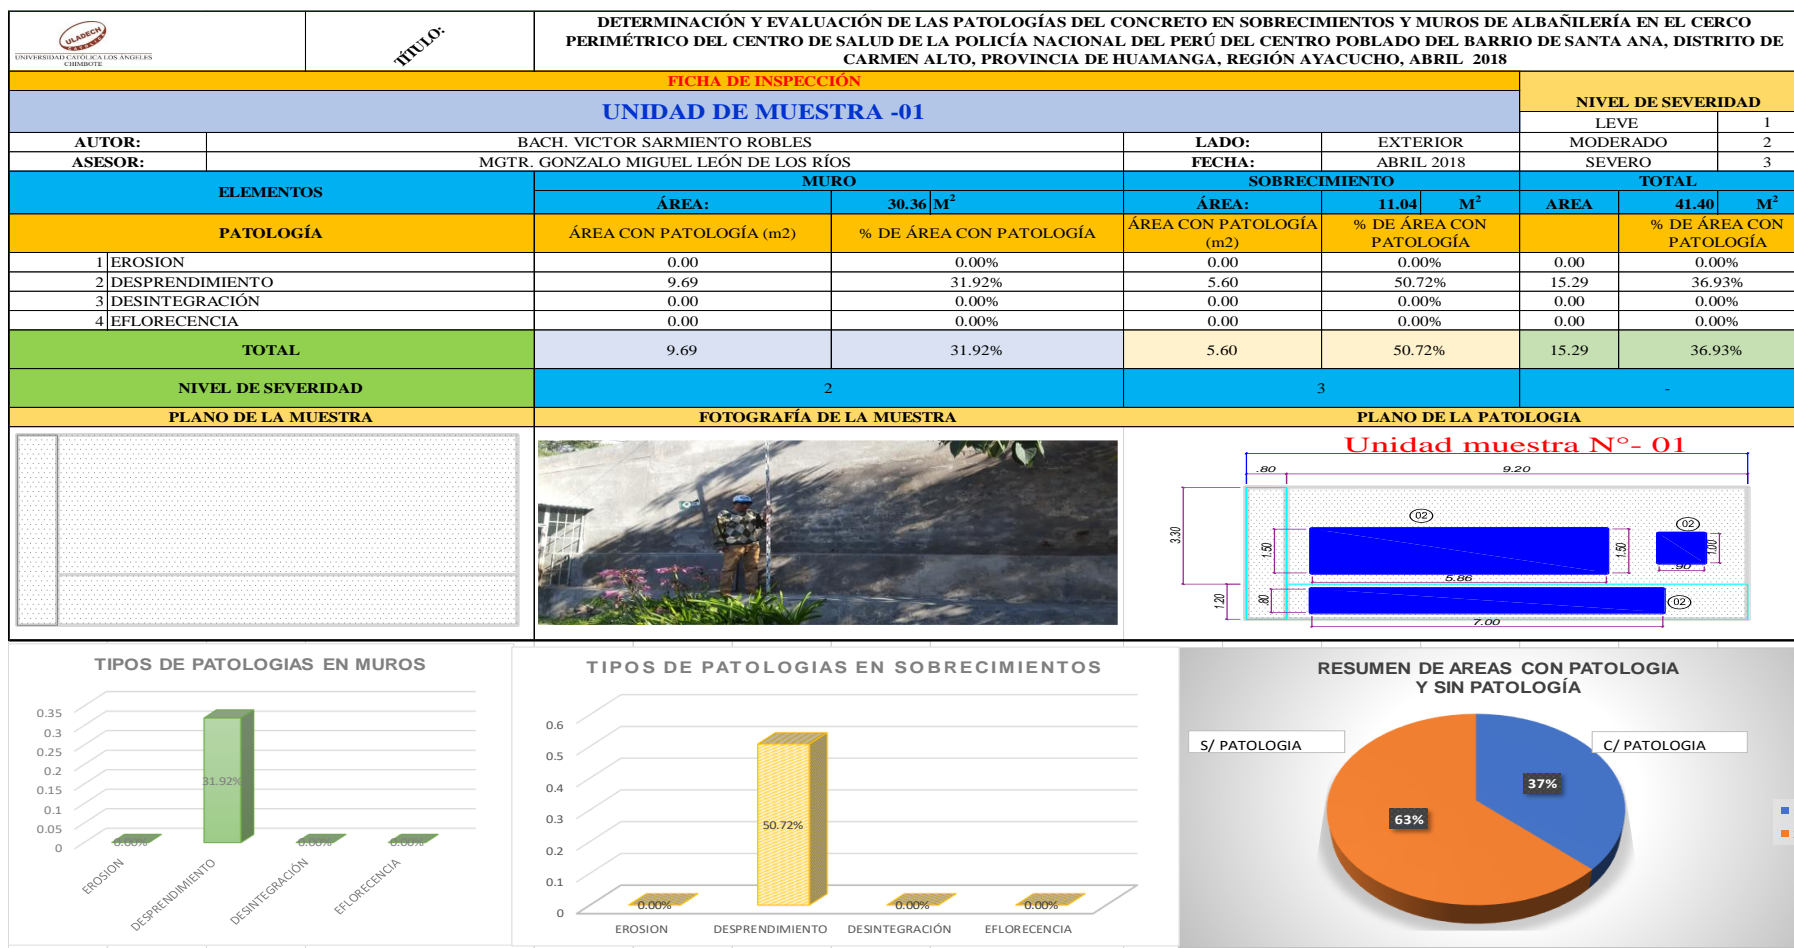 ULADECH
CATOLICA
UNIVERSIDAD CATÓLICA LOS ÁNGELES
CHIMBOTE
TÍTULO:
DETERMINACIÓN Y EVALUACIÓN DE LAS PATOLOGÍAS DEL CONCRETO EN SOBRECIMIENTOS Y MUROS DE ALBAÑILERÍA EN EL CERCO
PERIMÉTRICO DEL CENTRO DE SALUD DE LA POLICÍA NACIONAL DEL PERÚ DEL CENTRO POBLADO DEL BARRIO DE SANTA ANA, DISTRITO DE
CARMEN ALTO, PROVINCIA DE HUAMANGA, REGIÓN AYACUCHO, ABRIL 2018
FICHA DE INSPECCIÓN
UNIDAD DE MUESTRA -01
NIVEL DE SEVERIDAD
LEVE 1
AUTOR: BACH. VICTOR SARMIENTO ROBLES LADO: EXTERIOR MODERADO 2
ASESOR: MGTR. GONZALO MIGUEL LEÓN DE LOS RÍOS FECHA: ABRIL 2018 SEVERO 3
ELEMENTOS MURO SOBRECIMIENTO TOTAL
ÁREA: 30.36 M² ÁREA: 11.04 M² AREA 41.40 M²
PATOLOGÍA ÁREA CON PATOLOGÍA (m2) % DE ÁREA CON PATOLOGÍA ÁREA CON PATOLOGÍA (m2) % DE ÁREA CON PATOLOGÍA % DE ÁREA CON PATOLOGÍA
1 EROSION 0.00 0.00% 0.00 0.00% 0.00 0.00%
2 DESPRENDIMIENTO 9.69 31.92% 5.60 50.72% 15.29 36.93%
3 DESINTEGRACIÓN 0.00 0.00% 0.00 0.00% 0.00 0.00%
4 EFLORECENCIA 0.00 0.00% 0.00 0.00% 0.00 0.00%
TOTAL 9.69 31.92% 5.60 50.72% 15.29 36.93%
NIVEL DE SEVERIDAD 2 3 -
PLANO DE LA MUESTRA FOTOGRAFÍA DE LA MUESTRA PLANO DE LA PATOLOGIA
Unidad muestra N°- 01
.80 9.20
3.30
02
02
1.50
1.50
1.00
.90
5.86
1.20
.80
02
7.00
TIPOS DE PATOLOGIAS EN MUROS
0.35
0.3
0.25
0.2
0.15
0.1
0.05
0
0.00% 31.92% 0.00% 0.00%
EROSION DESPRENDIMIENTO DESINTEGRACIÓN EFLORECENCIA
TIPOS DE PATOLOGIAS EN SOBRECIMIENTOS
0.6
0.5
0.4
0.3
0.2
0.1
0
0.00% 50.72% 0.00% 0.00%
EROSION DESPRENDIMIENTO DESINTEGRACIÓN EFLORECENCIA
RESUMEN DE AREAS CON PATOLOGIA
Y SIN PATOLOGÍA
S/ PATOLOGIA C/ PATOLOGIA
37%
63%